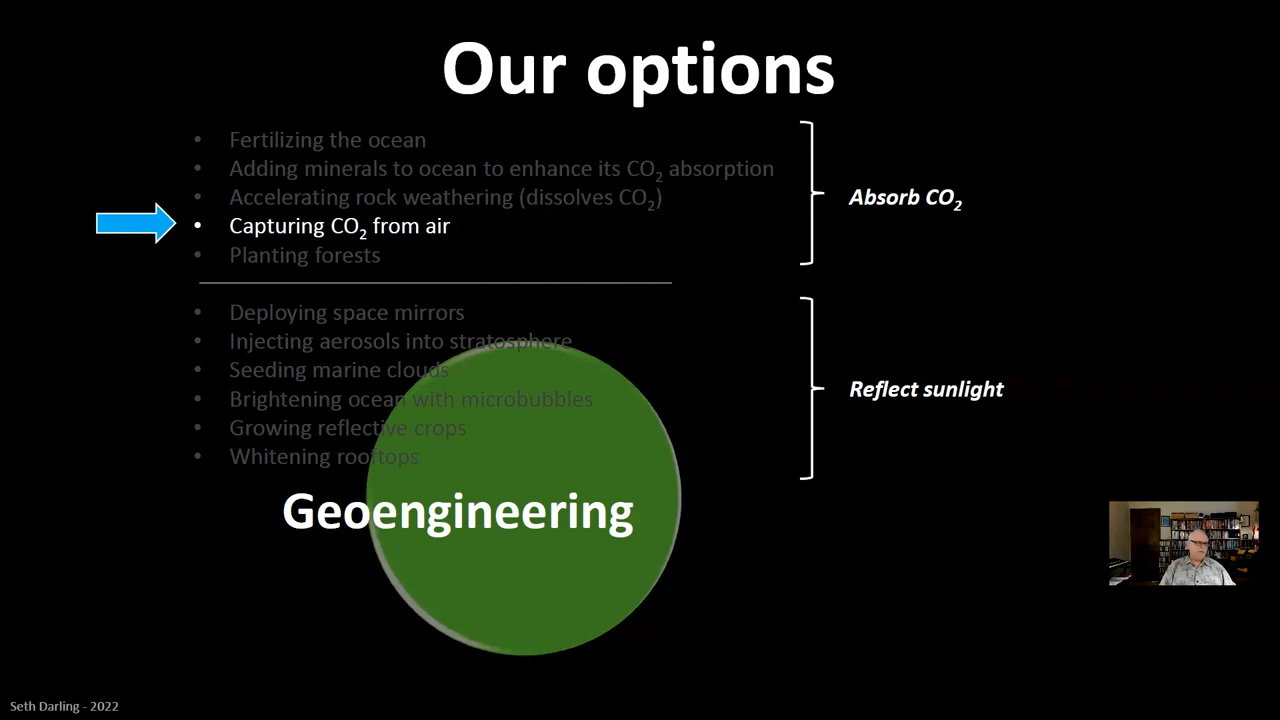 Our options
• Fertilizing the ocean
• Adding minerals to ocean to enhance its CO₂ absorption
• Accelerating rock weathering (dissolves CO₂)
• Capturing CO₂ from air
• Planting forests
Absorb CO₂
• Deploying space mirrors
• Injecting aerosols into stratosphere
• Seeding marine clouds
• Brightening ocean with microbubbles
• Growing reflective crops
• Whitening rooftops
Reflect sunlight
Geoengineering
Seth Darling - 2022